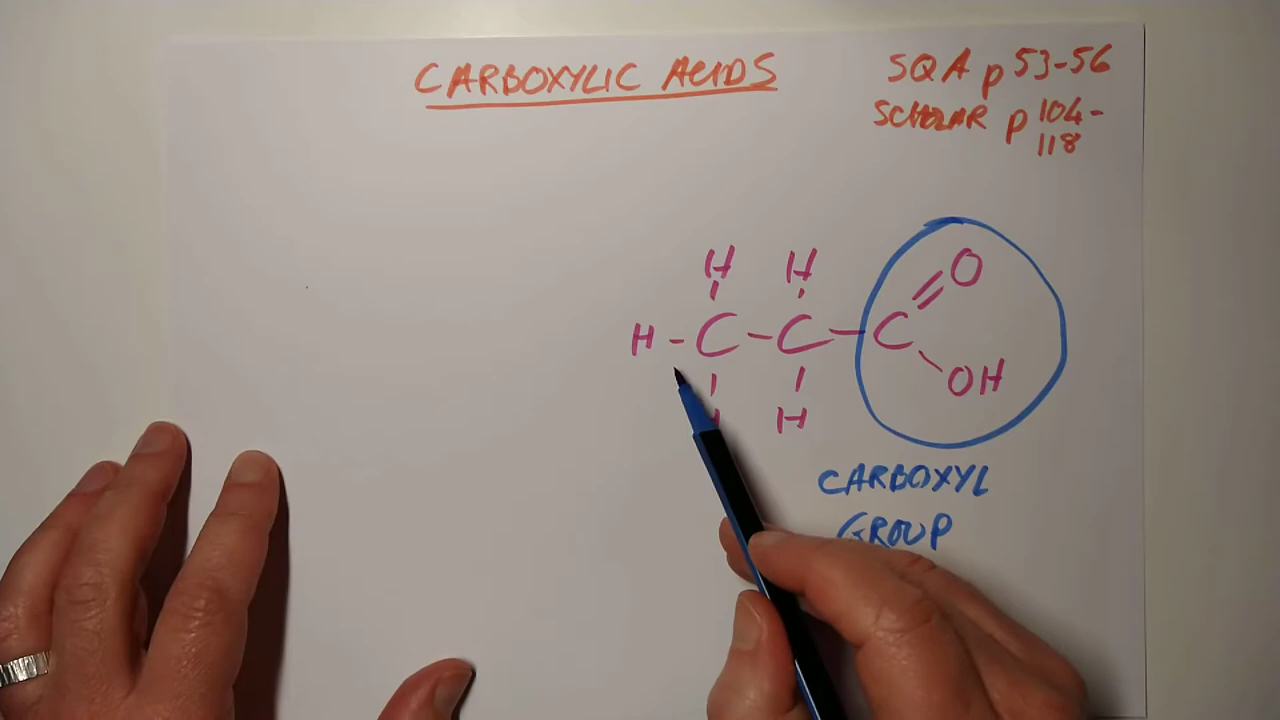 CARBOXYLIC ACIDS
SQA p 53-56
SCHOLAR p 104-
118
H H O
H - C - C - C
OH
H H
CARBOXYL
GROUP